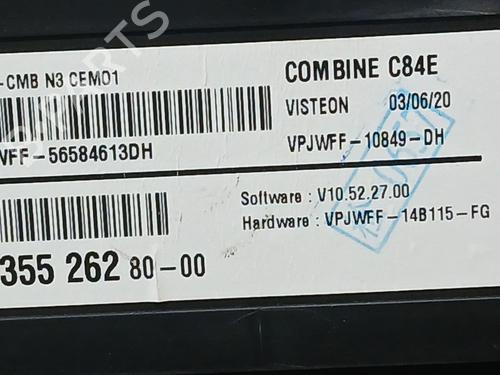 -CMB N3 CEM01
COMBINE C84E
VISTEON 03/06/20
WFF-56584613DH
VPJWFF-10849-DH
Software : V10.52.27.00
Hardware : VPJWFF-14B115-FG
355 262 80-00